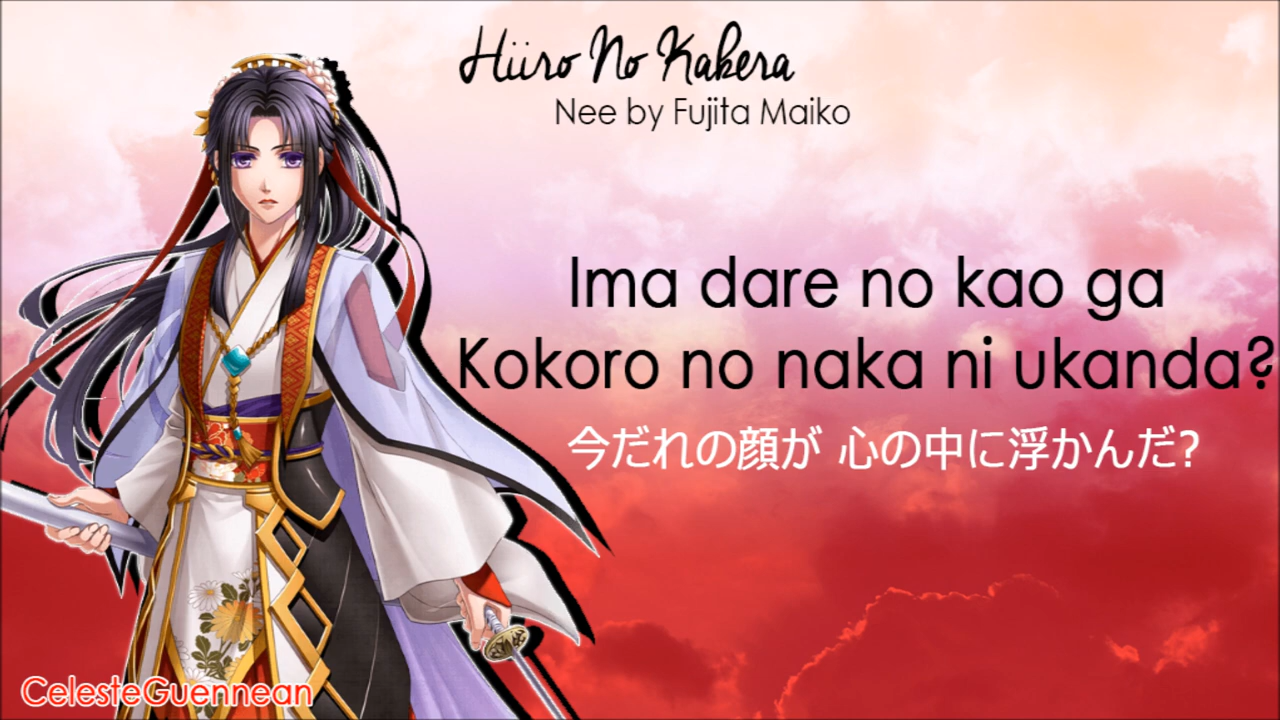 Hiiro No Kakera
Nee by Fujita Maiko
Ima dare no kao ga
Kokoro no naka ni ukanda?
今だれの顔が 心の中に浮かんだ?
CelesteGuennean